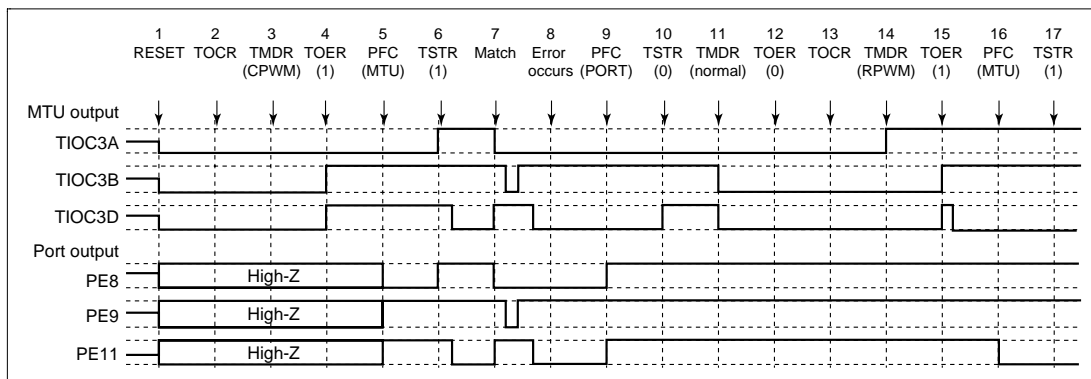 1 2 3 4 5 6 7 8 9 10 11 12 13 14 15 16 17
RESET TOCR TMDR TOER PFC TSTR Match Error PFC TSTR TMDR TOER TOCR TMDR TOER PFC TSTR
(CPWM) (1) (MTU) (1) occurs (PORT) (0) (normal) (0) (RPWM) (1) (MTU) (1)
MTU output
TIOC3A
TIOC3B
TIOC3D
Port output
PE8 High-Z
PE9 High-Z
PE11 High-Z